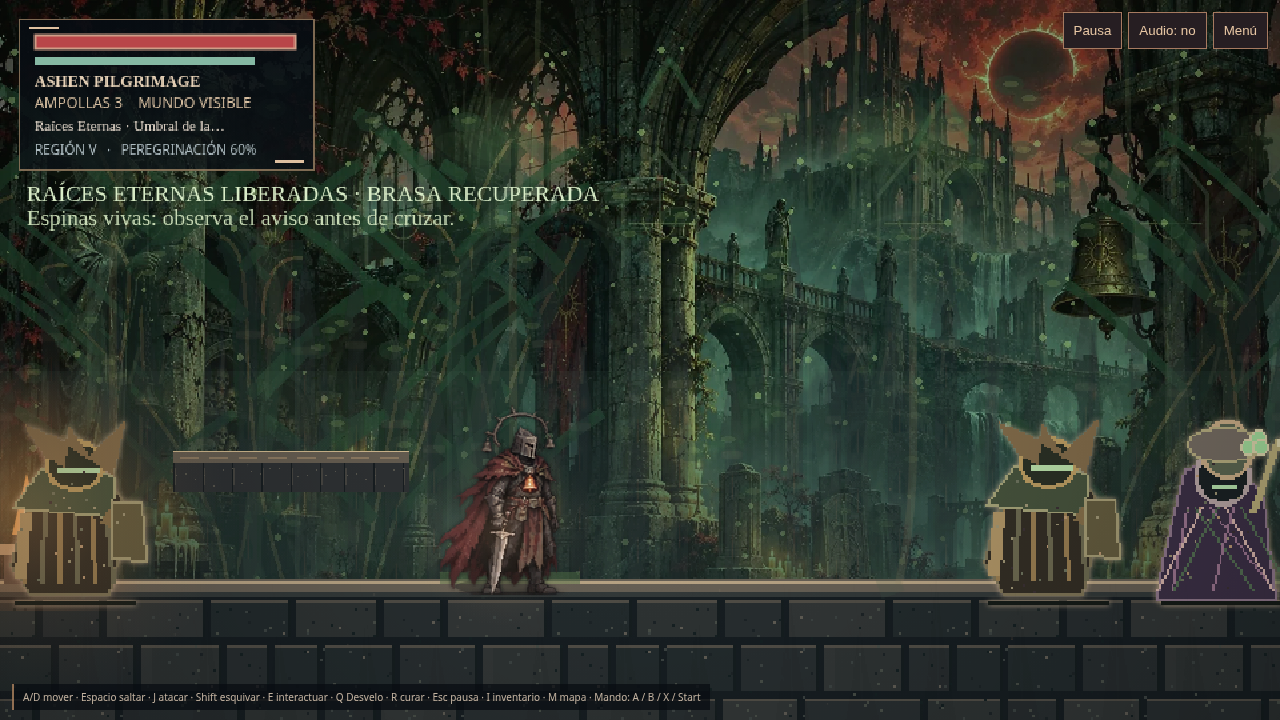 ASHEN PILGRIMAGE
AMPOLLAS 3 MUNDO VISIBLE
Raíces Eternas · Umbral de la...
REGIÓN V · PEREGRINACIÓN 60%
Pausa
Audio: no
Menú
RAÍCES ETERNAS LIBERADAS · BRASA RECUPERADA
Espinas vivas: observa el aviso antes de cruzar.
A/D mover · Espacio saltar · J atacar · Shift esquivar · E interactuar · Q Desvelo · R curar · Esc pausa · I inventario · M mapa · Mando: A / B / X / Start